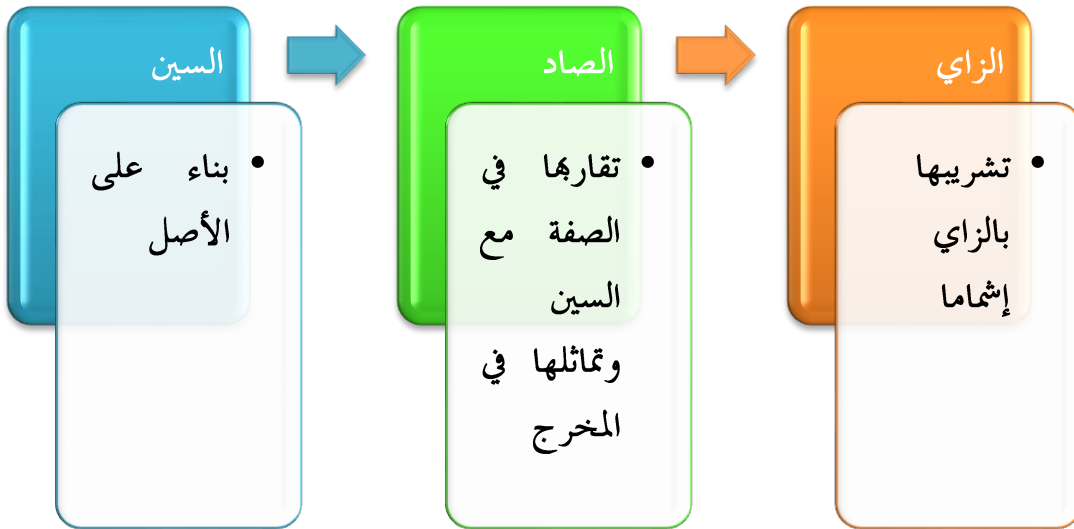 السين
بناء على
الأصل
الصاد
تقاربها في
الصفة مع
السين
وتماثلها في
المخرج
الزاي
تشريبها
بالزاي
إشماما